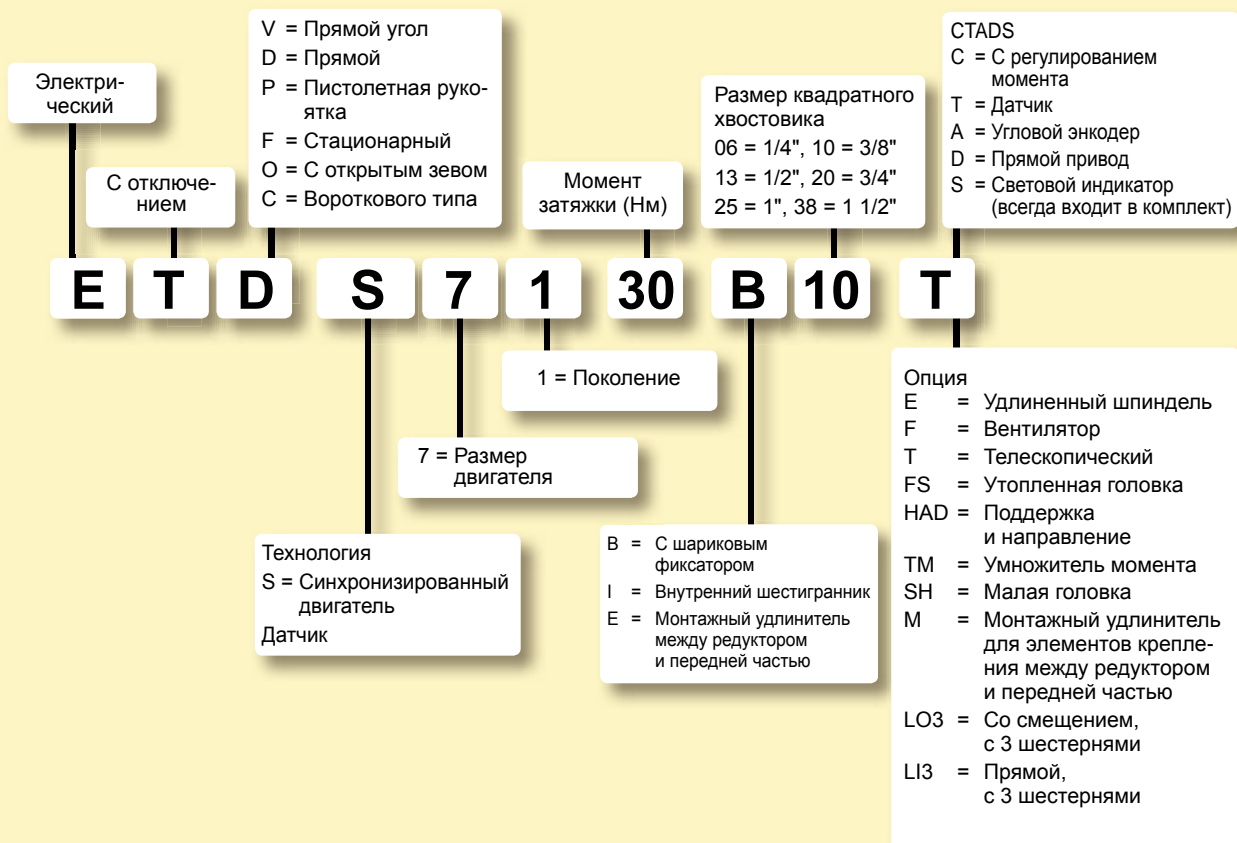 Электри-
ческий
С отключе-
нием
V = Прямой угол
D = Прямой
P = Пистолетная руко-
ятка
F = Стационарный
O = С открытым зевом
C = Вороткового типа
Момент
затяжки (Нм)
Размер квадратного
хвостовика
06 = 1/4", 10 = 3/8"
13 = 1/2", 20 = 3/4"
25 = 1", 38 = 1 1/2"
CTADS
C = С регулированием
момента
T = Датчик
A = Угловой энкодер
D = Прямой привод
S = Световой индикатор
(всегда входит в комплект)
E T D S 7 1 30 B 10 T
1 = Поколение
7 = Размер
двигателя
Технология
S = Синхронизированный
двигатель
Датчик
B = С шариковым
фиксатором
I = Внутренний шестигранник
E = Монтажный удлинитель
между редуктором
и передней частью
Опция
E = Удлиненный шпиндель
F = Вентилятор
T = Телескопический
FS = Утопленная головка
HAD = Поддержка
и направление
TM = Умножитель момента
SH = Малая головка
M = Монтажный удлинитель
для элементов крепле-
ния между редуктором
и передней частью
LO3 = Со смещением,
с 3 шестернями
LI3 = Прямой,
с 3 шестернями